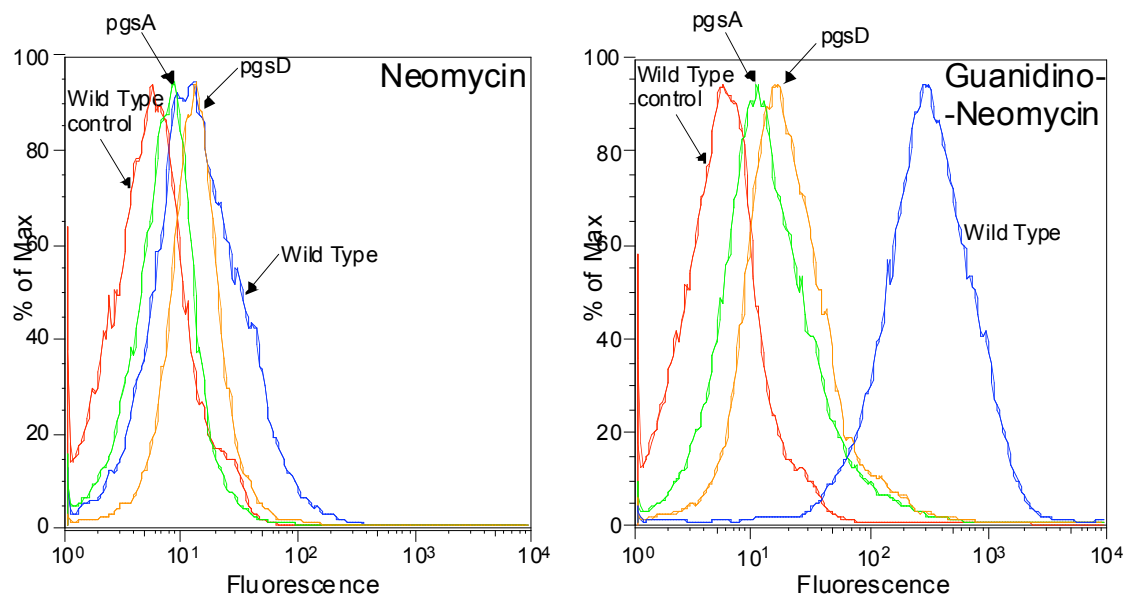 pgsA
pgsD
Neomycin
Wild Type
control
Wild Type
100
80
60
40
20
0
% of Max
10^0
10^1
10^2
10^3
10^4
Fluorescence
pgsA
pgsD
Guanidino-
-Neomycin
Wild Type
control
Wild Type
100
80
60
40
20
0
% of Max
10^0
10^1
10^2
10^3
10^4
Fluorescence